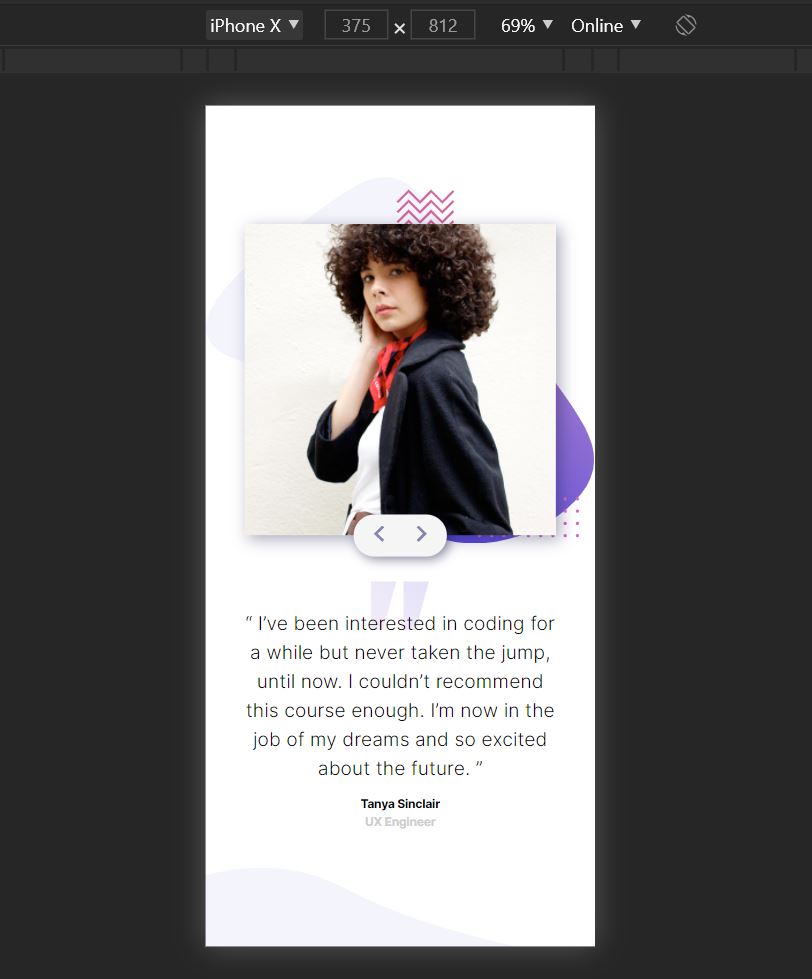 iPhone X ▼ 375 × 812 69% ▼ Online ▼
“ I’ve been interested in coding for
a while but never taken the jump,
until now. I couldn’t recommend
this course enough. I’m now in the
job of my dreams and so excited
about the future. ”
Tanya Sinclair
UX Engineer